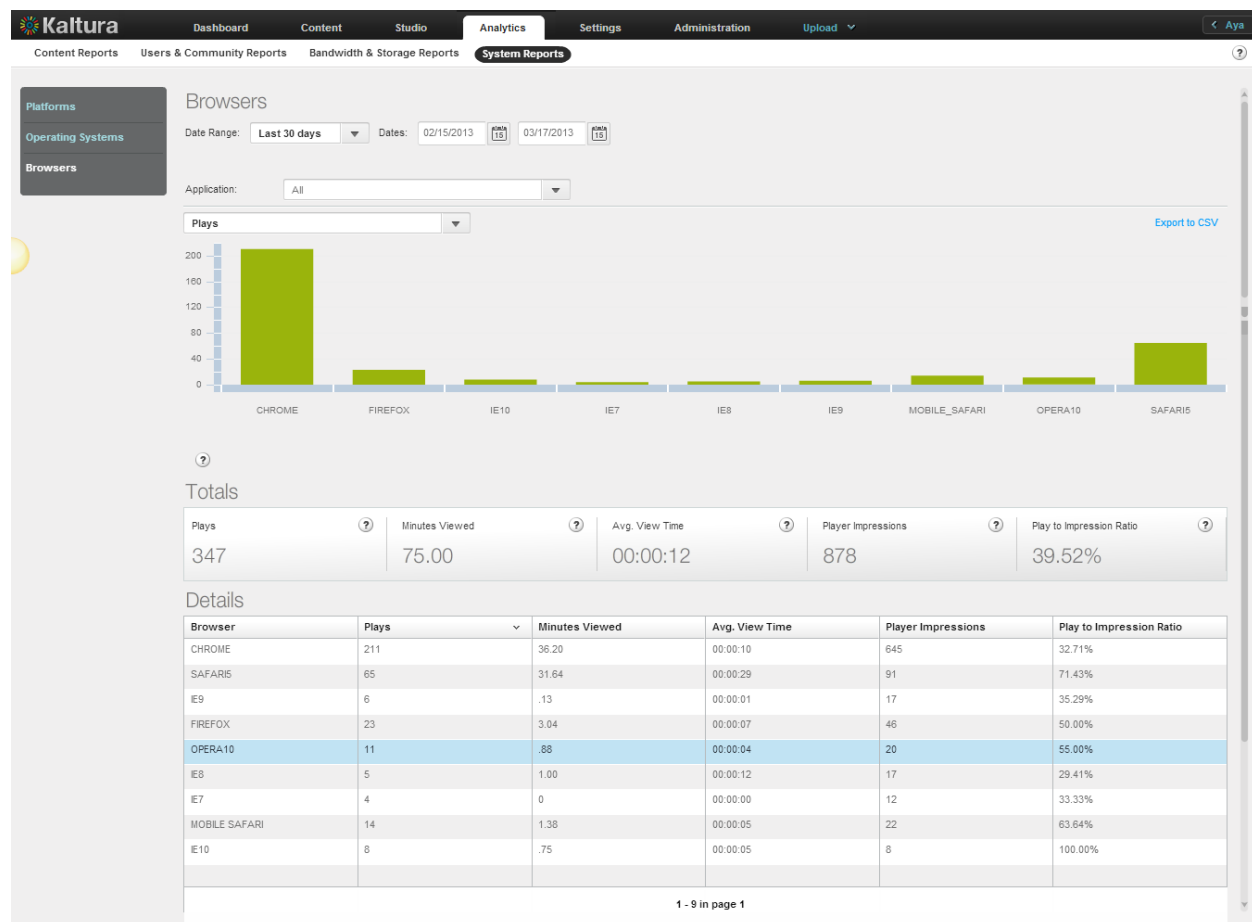 Kaltura Dashboard Content Studio Analytics Settings Administration Upload Aya
Content Reports Users & Community Reports Bandwidth & Storage Reports System Reports ?
Platforms
Operating Systems
Browsers
Browsers
Date Range: Last 30 days Dates: 02/15/2013 15 03/17/2013 15
Application: All
Plays Export to CSV
200
160
120
80
40
0
CHROME FIREFOX IE10 IE7 IE8 IE9 MOBILE_SAFARI OPERA10 SAFARI5
?
Totals
Plays ? Minutes Viewed ? Avg. View Time ? Player Impressions ? Play to Impression Ratio ?
347 75.00 00:00:12 878 39.52%
Details
Browser Plays Minutes Viewed Avg. View Time Player Impressions Play to Impression Ratio
CHROME 211 36.20 00:00:10 645 32.71%
SAFARI5 65 31.64 00:00:29 91 71.43%
IE9 6 .13 00:00:01 17 35.29%
FIREFOX 23 3.04 00:00:07 46 50.00%
OPERA10 11 .88 00:00:04 20 55.00%
IE8 5 1.00 00:00:12 17 29.41%
IE7 4 0 00:00:00 12 33.33%
MOBILE SAFARI 14 1.38 00:00:05 22 63.64%
IE10 8 .75 00:00:05 8 100.00%
1 - 9 in page 1